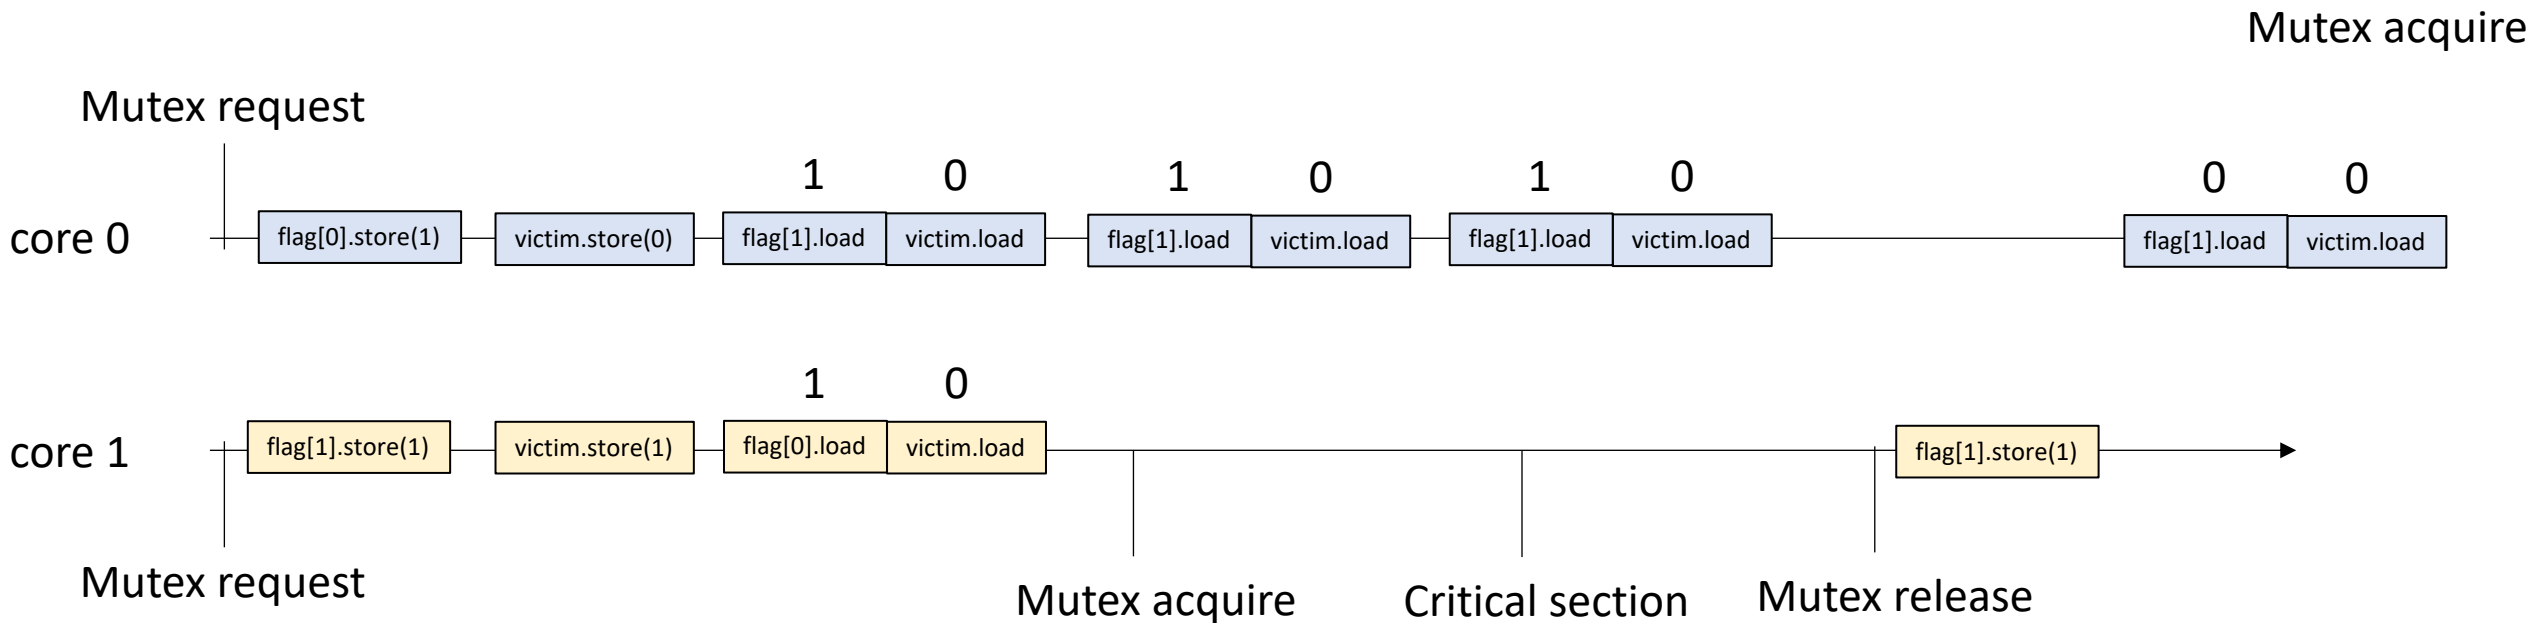 Mutex acquire
Mutex request
1 0 1 0 1 0 0 0
core 0 flag[0].store(1) victim.store(0) flag[1].load victim.load flag[1].load victim.load flag[1].load victim.load flag[1].load victim.load
1 0
core 1 flag[1].store(1) victim.store(1) flag[0].load victim.load flag[1].store(1)
Mutex request Mutex acquire Critical section Mutex release